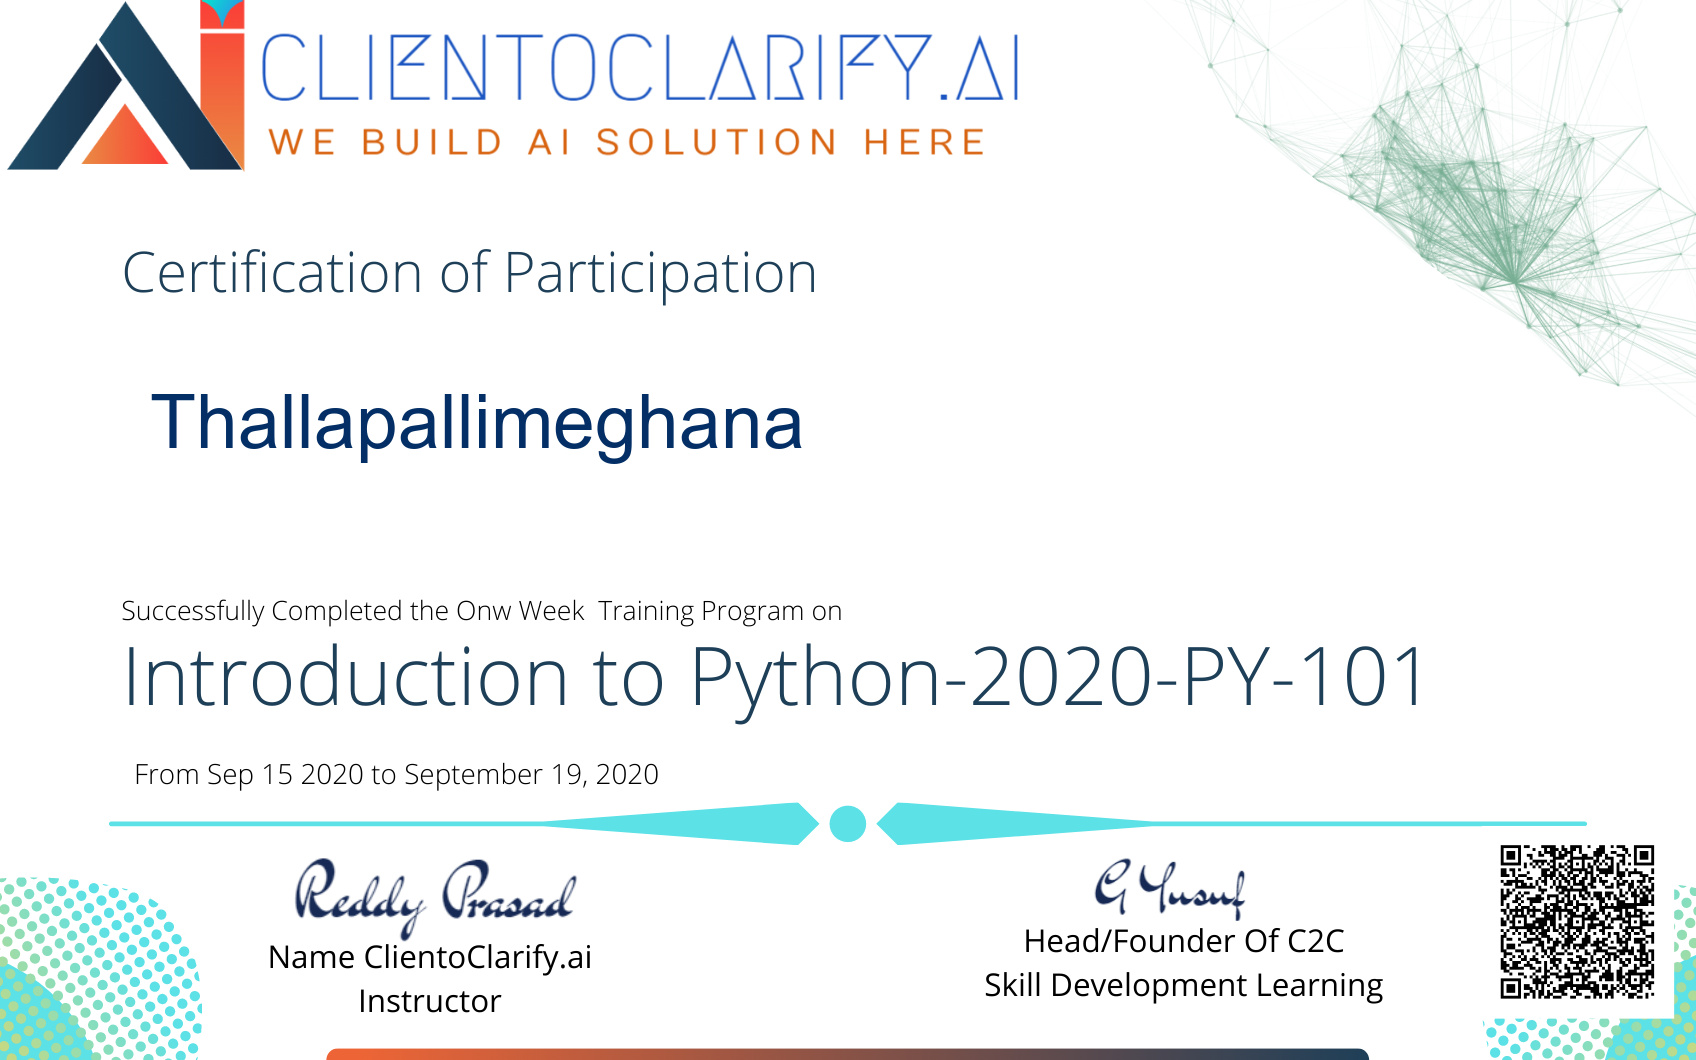 CLIENTOCLARIFY.AI
WE BUILD AI SOLUTION HERE
Certification of Participation
Thallapallimeghana
Successfully Completed the Onw Week Training Program on
Introduction to Python-2020-PY-101
From Sep 15 2020 to September 19, 2020
Reddy Prasad
Name ClientoClarify.ai
Instructor
G Yusuf
Head/Founder Of C2C
Skill Development Learning